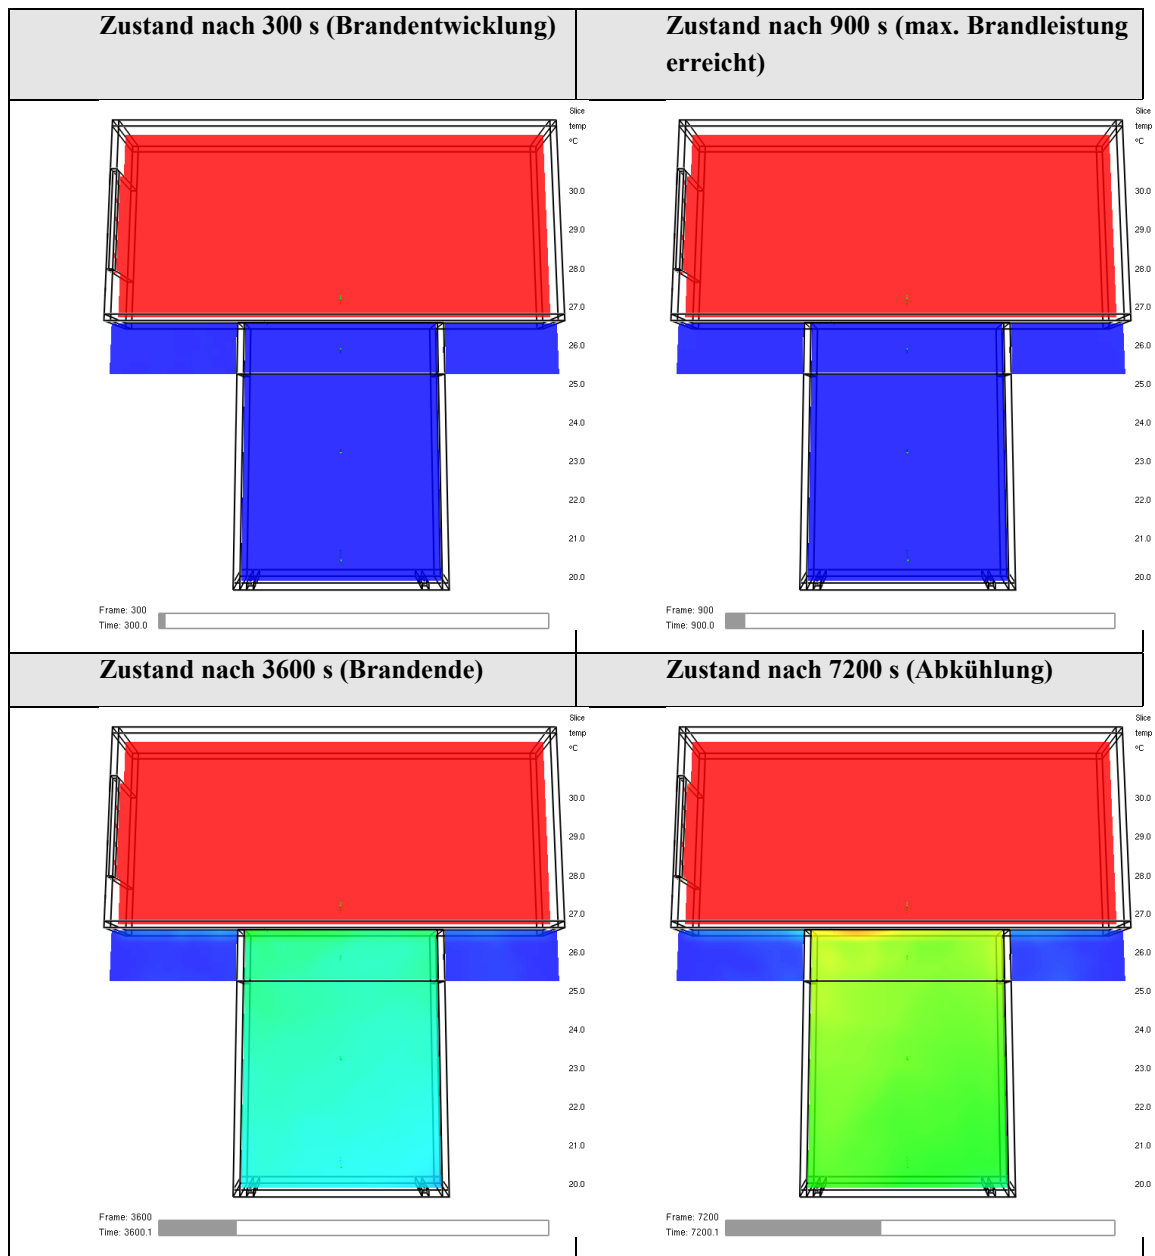 Zustand nach 300 s (Brandentwicklung)
Zustand nach 900 s (max. Brandleistung
erreicht)
Slice
temp
°C
30.0
29.0
28.0
27.0
26.0
25.0
24.0
23.0
22.0
21.0
20.0
Frame: 300
Time: 300.0
Slice
temp
°C
30.0
29.0
28.0
27.0
26.0
25.0
24.0
23.0
22.0
21.0
20.0
Frame: 900
Time: 900.0
Zustand nach 3600 s (Brandende)
Zustand nach 7200 s (Abkühlung)
Slice
temp
°C
30.0
29.0
28.0
27.0
26.0
25.0
24.0
23.0
22.0
21.0
20.0
Frame: 3600
Time: 3600.1
Slice
temp
°C
30.0
29.0
28.0
27.0
26.0
25.0
24.0
23.0
22.0
21.0
20.0
Frame: 7200
Time: 7200.1